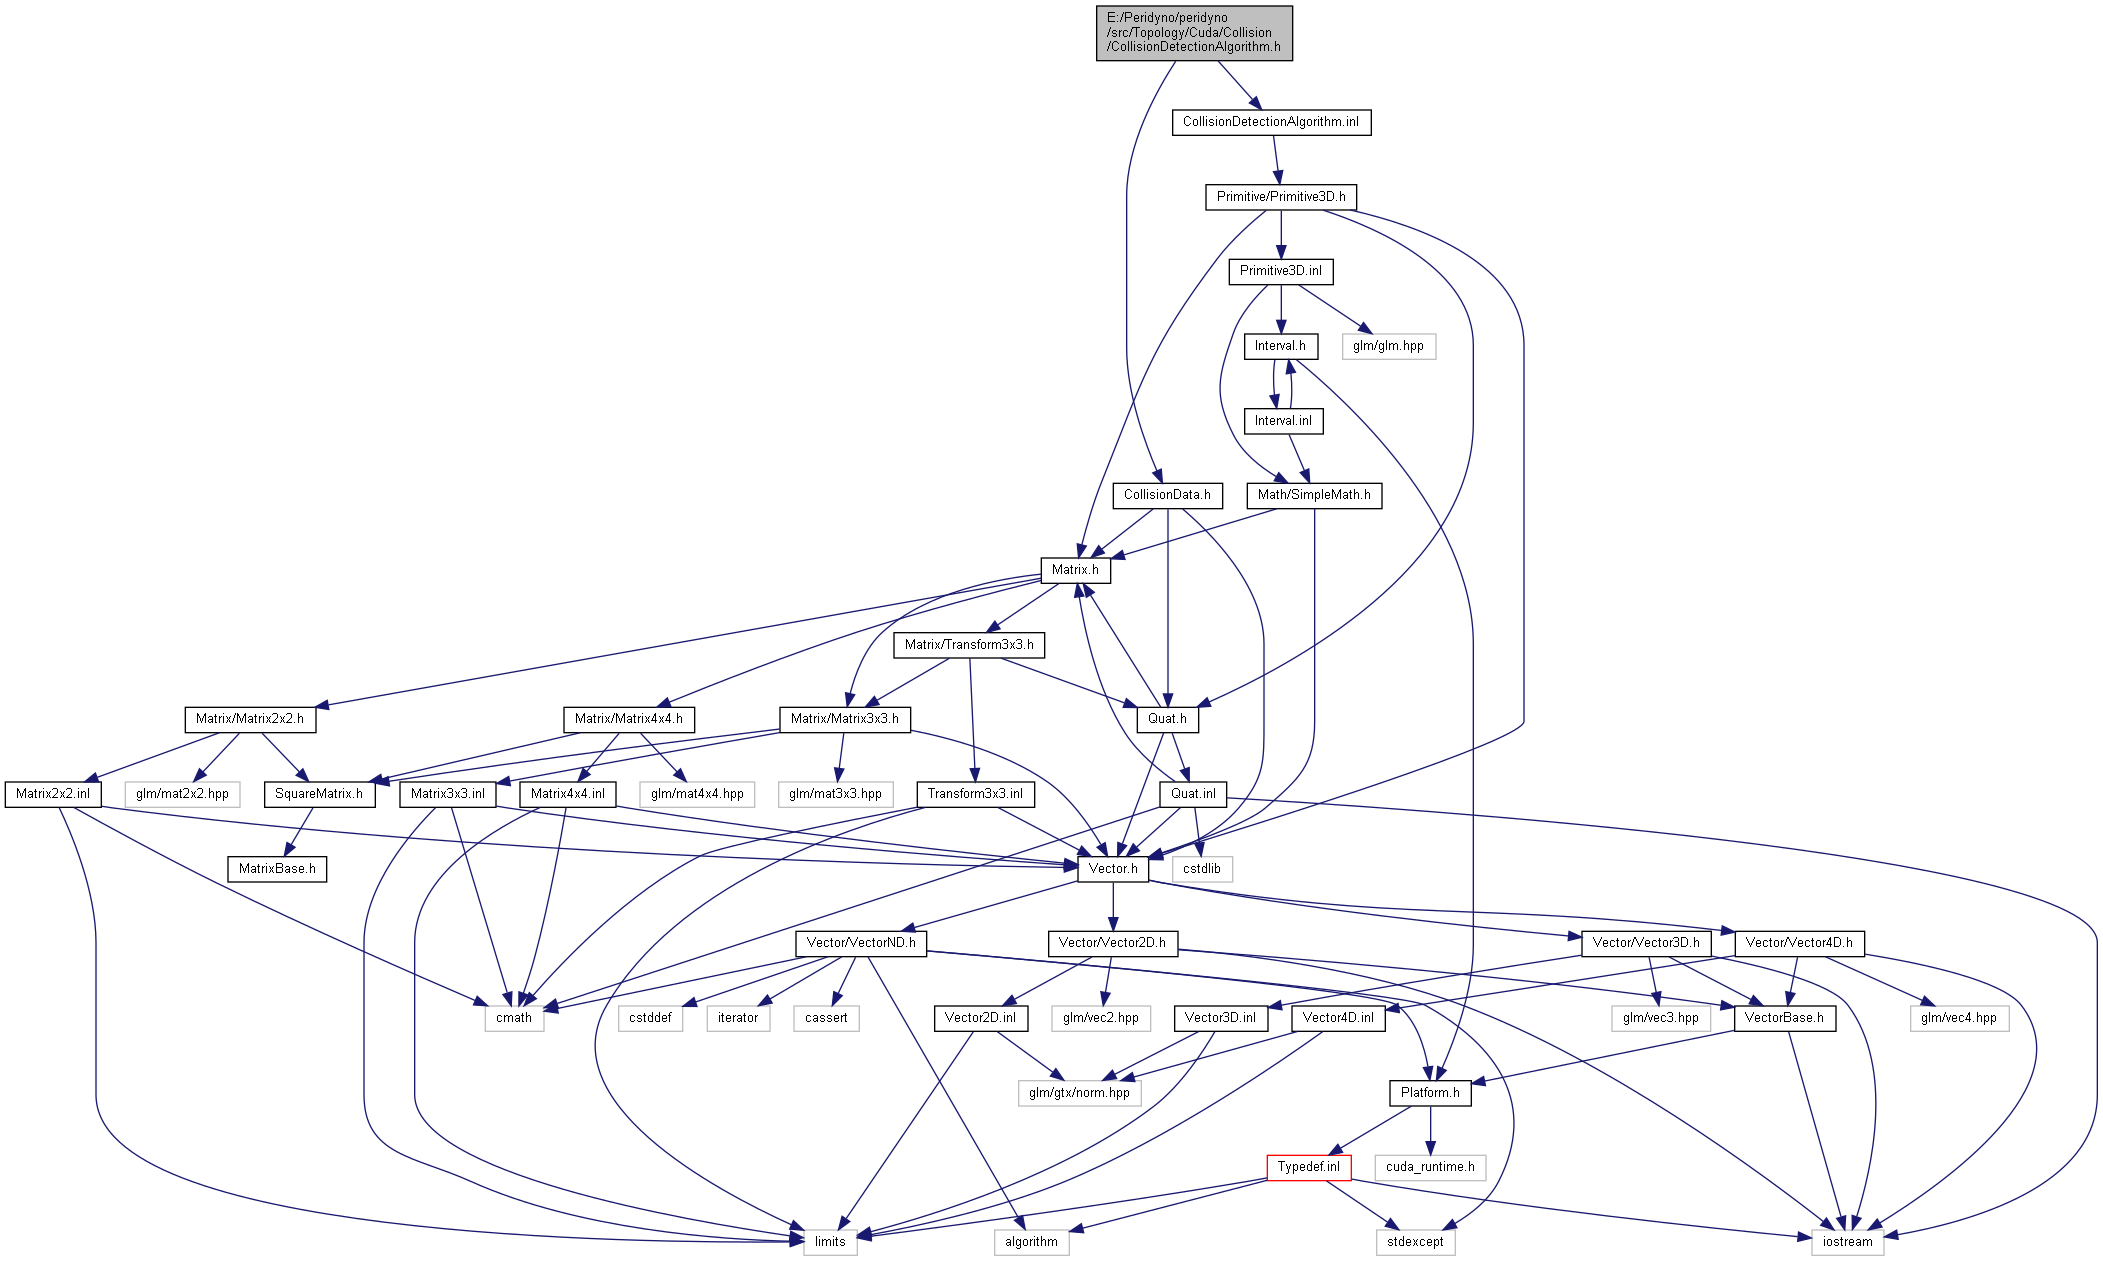 E:/Peridyno/peridyno
/src/Topology/Cuda/Collision
/CollisionDetectionAlgorithm.h
CollisionDetectionAlgorithm.inl
Primitive/Primitive3D.h
Primitive3D.inl
Interval.h
glm/glm.hpp
Interval.inl
CollisionData.h
Math/SimpleMath.h
Matrix.h
Matrix/Transform3x3.h
Matrix/Matrix2x2.h
Matrix/Matrix4x4.h
Matrix/Matrix3x3.h
Quat.h
Matrix2x2.inl
glm/mat2x2.hpp
SquareMatrix.h
Matrix3x3.inl
Matrix4x4.inl
glm/mat4x4.hpp
glm/mat3x3.hpp
Transform3x3.inl
Quat.inl
MatrixBase.h
Vector.h
cstdlib
Vector/VectorND.h
Vector/Vector2D.h
Vector/Vector3D.h
Vector/Vector4D.h
cmath
cstddef
iterator
cassert
Vector2D.inl
glm/vec2.hpp
Vector3D.inl
Vector4D.inl
glm/vec3.hpp
VectorBase.h
glm/vec4.hpp
glm/gtx/norm.hpp
Platform.h
Typedef.inl
cuda_runtime.h
limits
algorithm
stdexcept
iostream